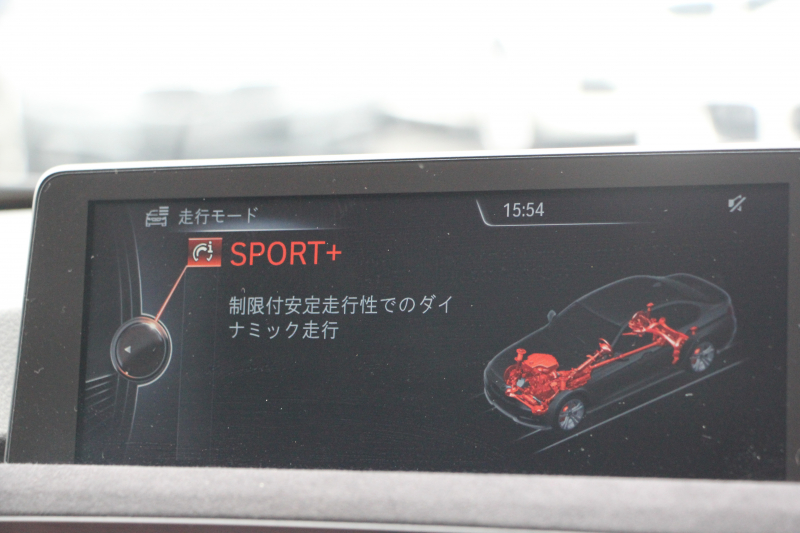 走行モード
15:54
SPORT+
制限付安定走行性でのダイ
ナミック走行